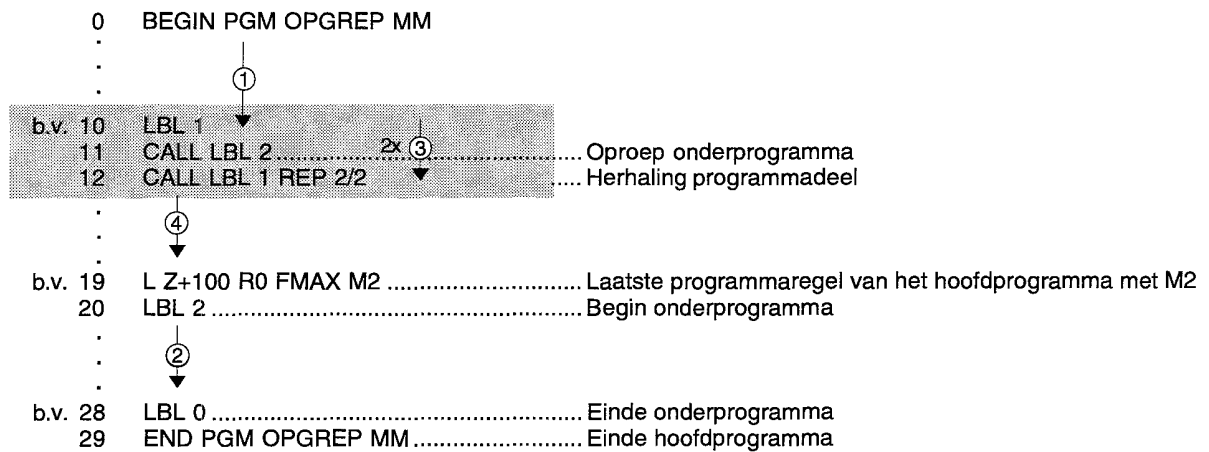 0 BEGIN PGM OPGREP MM
①
b.v. 10 LBL 1
11 CALL LBL 2 ........ 2x ③ ........ Oproep onderprogramma
12 CALL LBL 1 REP 2/2 ..... Herhaling programmadeel
④
b.v. 19 L Z+100 R0 FMAX M2 ........ Laatste programmaregel van het hoofdprogramma met M2
20 LBL 2 ........ Begin onderprogramma
②
b.v. 28 LBL 0 ........ Einde onderprogramma
29 END PGM OPGREP MM ........ Einde hoofdprogramma